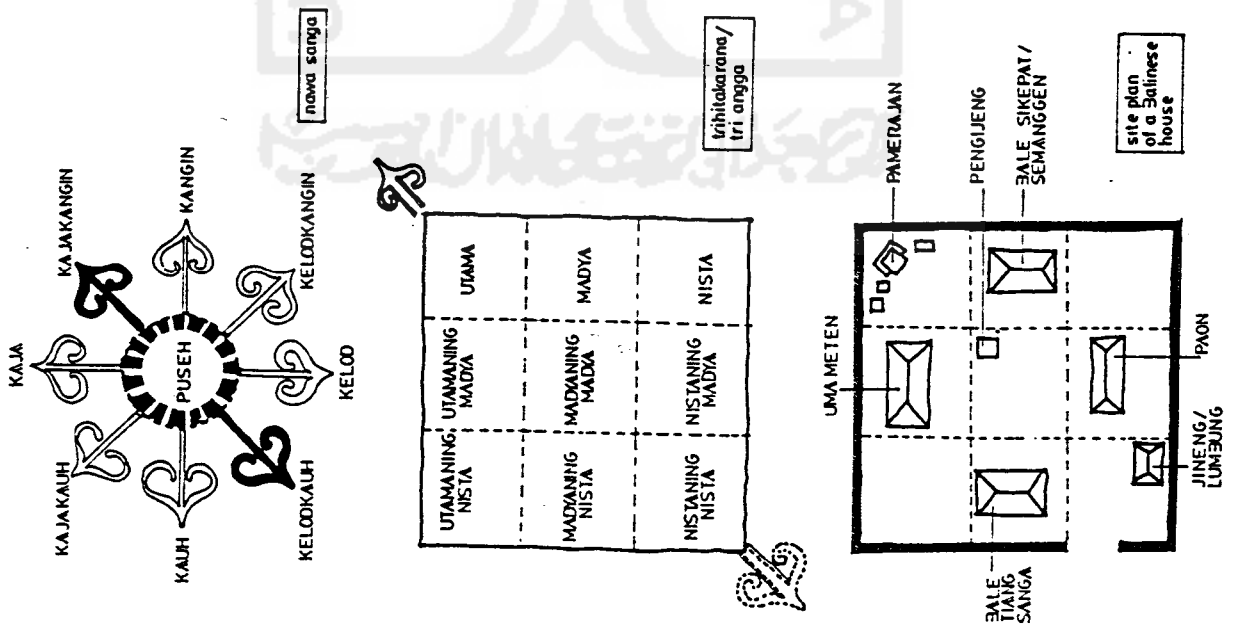 KAJA
KAJAKANGIN
KANGIN
KELODKANGIN
KELOD
KELODKAUH
KAUH
KAJAKAUH
PUSEH
nawa sanga
UTAMANING
NISTA
UTAMANING
MADYA
UTAMA
MADYANING
NISTA
MADYANING
MADYA
MADYA
NISTANING
NISTA
NISTANING
MADYA
NISTA
trihitakarana/
tri angga
UMA METEN
PAMERAJAN
PENGIJENG
BALE SIKEPAT/
SEMANGGEN
BALE
TIANG
SANGA
JINENG/
LUMBUNG
PAON
site plan
of a Balinese
house